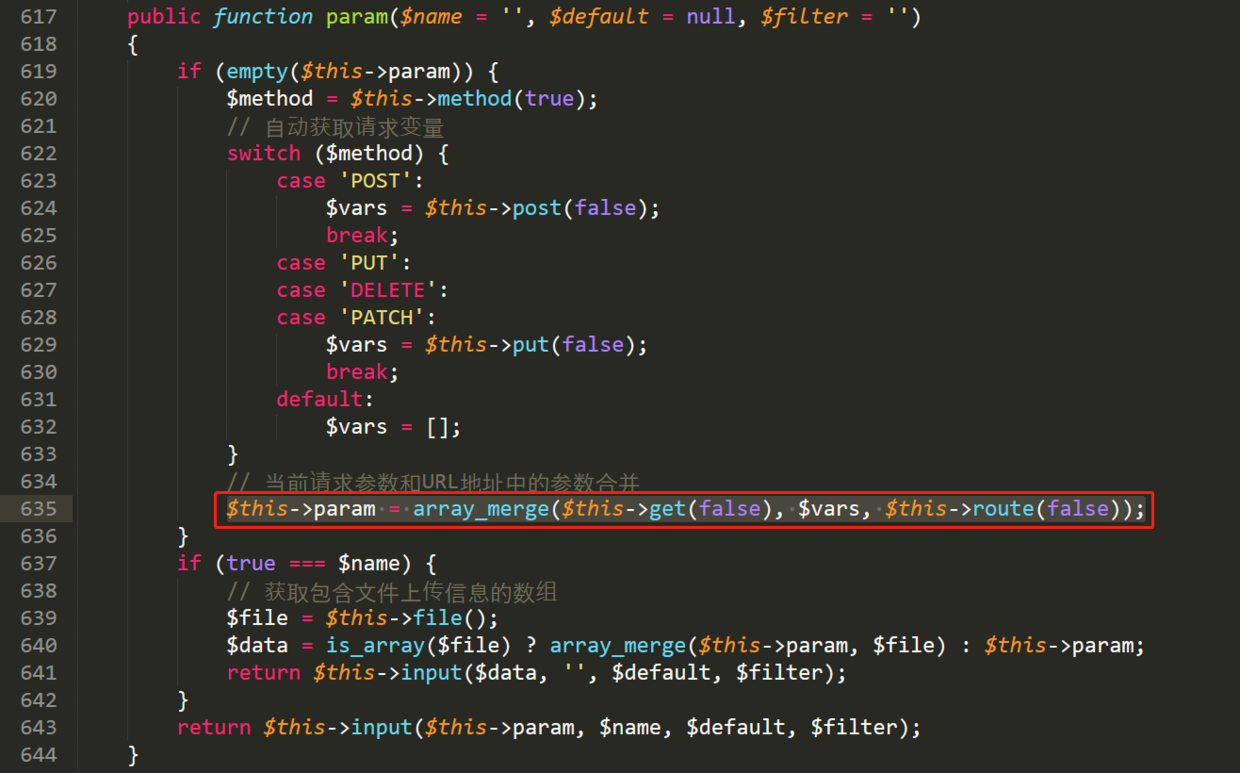 617 public function param($name = '', $default = null, $filter = '')
618 {
619 if (empty($this->param)) {
620 $method = $this->method(true);
621 // 自动获取请求变量
622 switch ($method) {
623 case 'POST':
624 $vars = $this->post(false);
625 break;
626 case 'PUT':
627 case 'DELETE':
628 case 'PATCH':
629 $vars = $this->put(false);
630 break;
631 default:
632 $vars = [];
633 }
634 // 当前请求参数和URL地址中的参数合并
635 $this->param = array_merge($this->get(false), $vars, $this->route(false));
636 }
637 if (true === $name) {
638 // 获取包含文件上传信息的数组
639 $file = $this->file();
640 $data = is_array($file) ? array_merge($this->param, $file) : $this->param;
641 return $this->input($data, '', $default, $filter);
642 }
643 return $this->input($this->param, $name, $default, $filter);
644 }